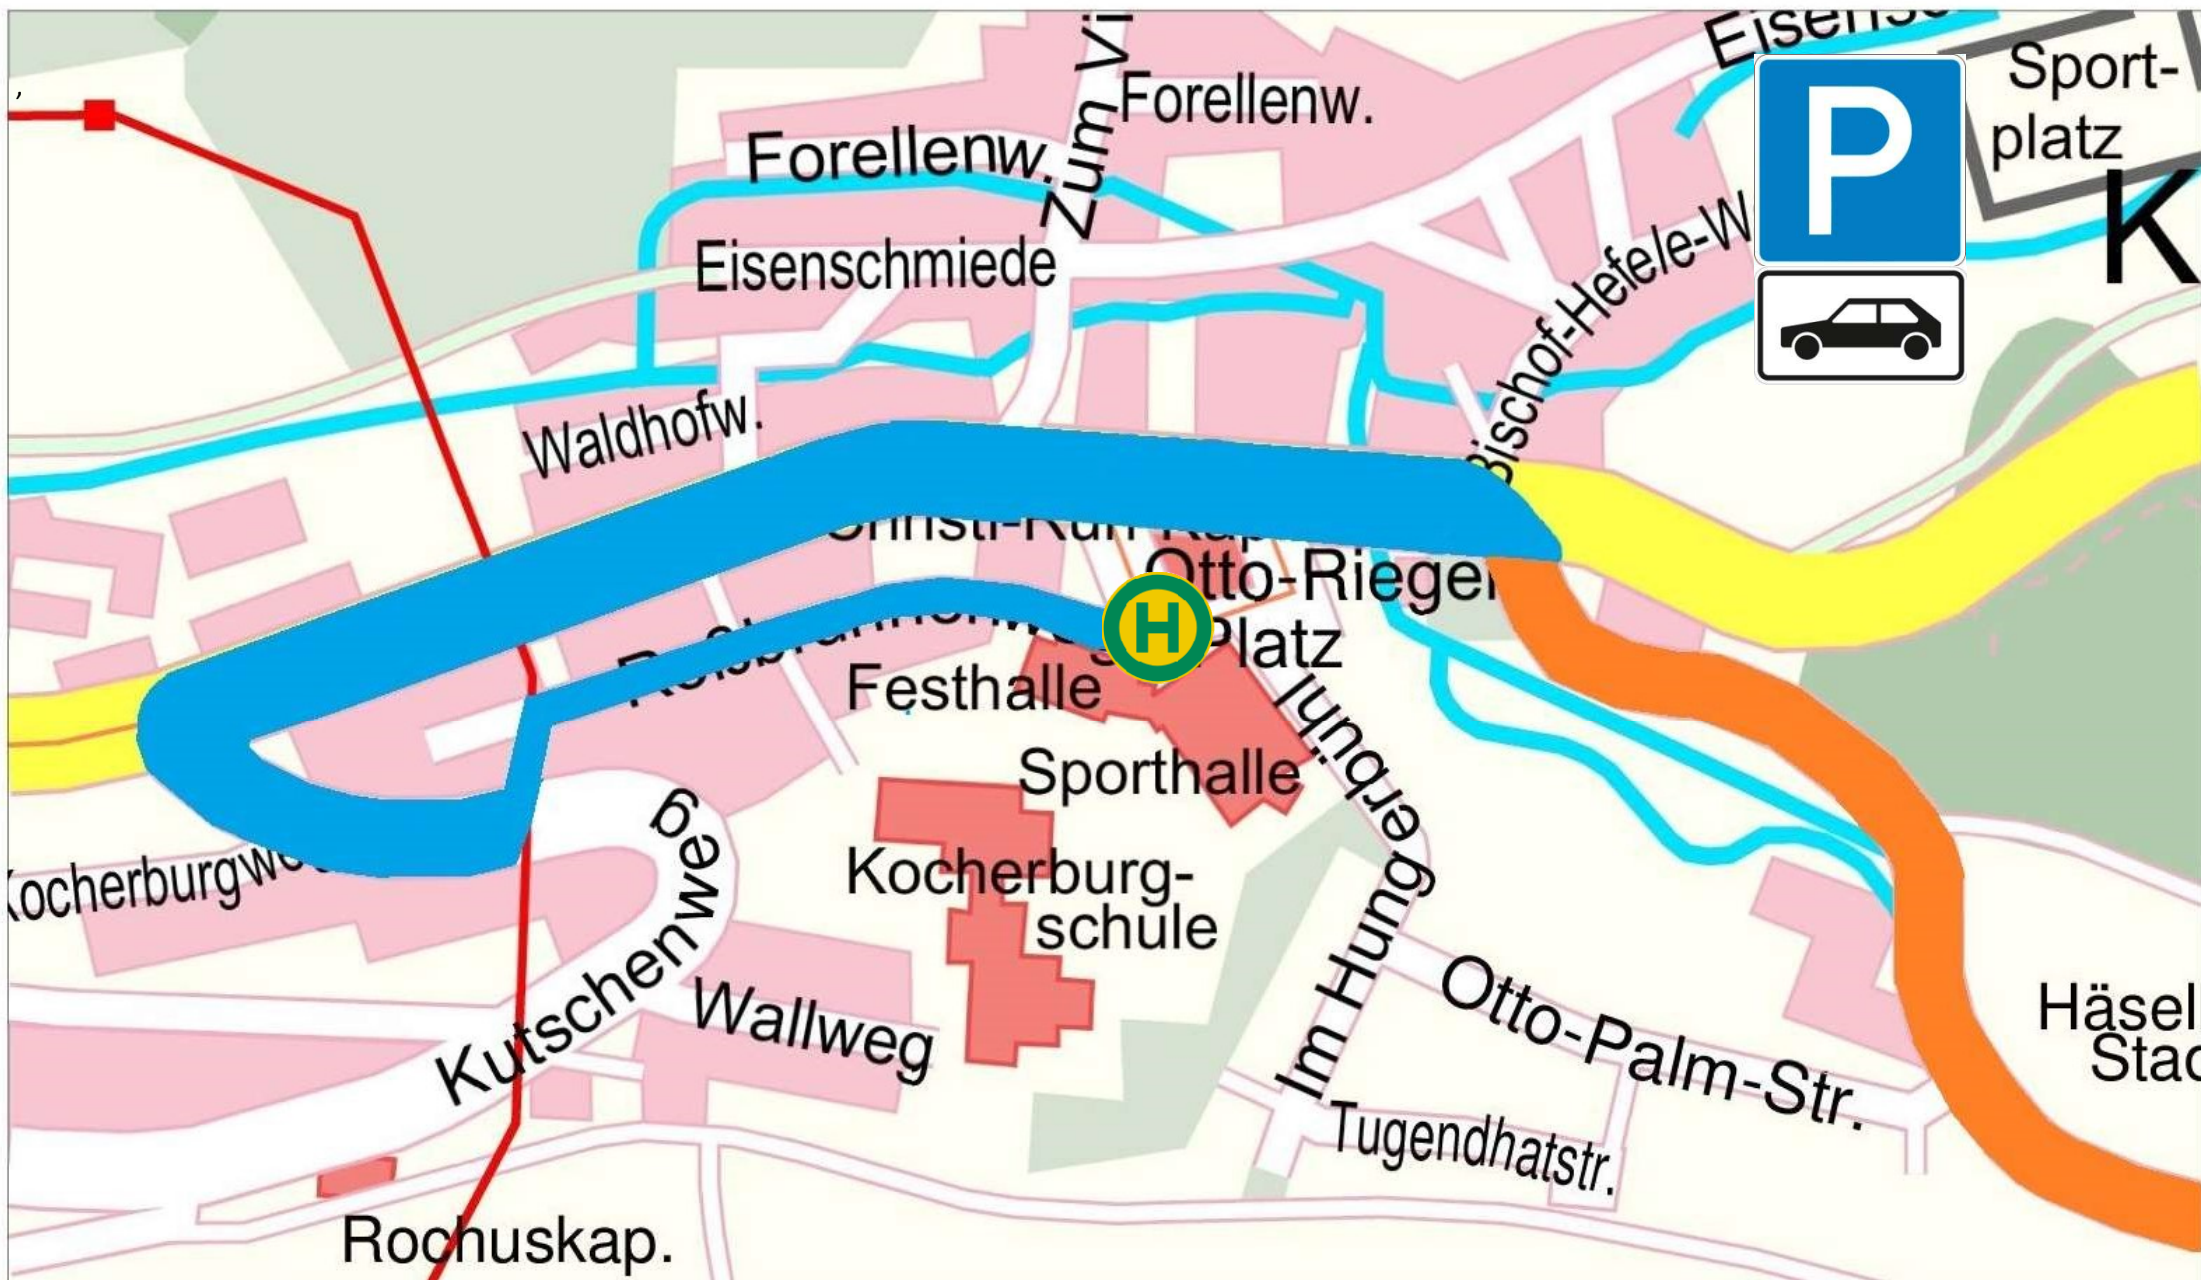 Eisens
Sport-
platz
Zum Vi
Forellenw.
Forellenw.
P
K
Eisenschmiede
Bischof-Hefele-W
Waldhofw.
Otto-Riegel
Platz
H
Festhalle
Sporthalle
Im Hungerbühl
Kocherburgwe
Kutschenweg
Kocherburg-
schule
Wallweg
Otto-Palm-Str.
Häsel
Stad
Tugendhatstr.
Rochuskap.